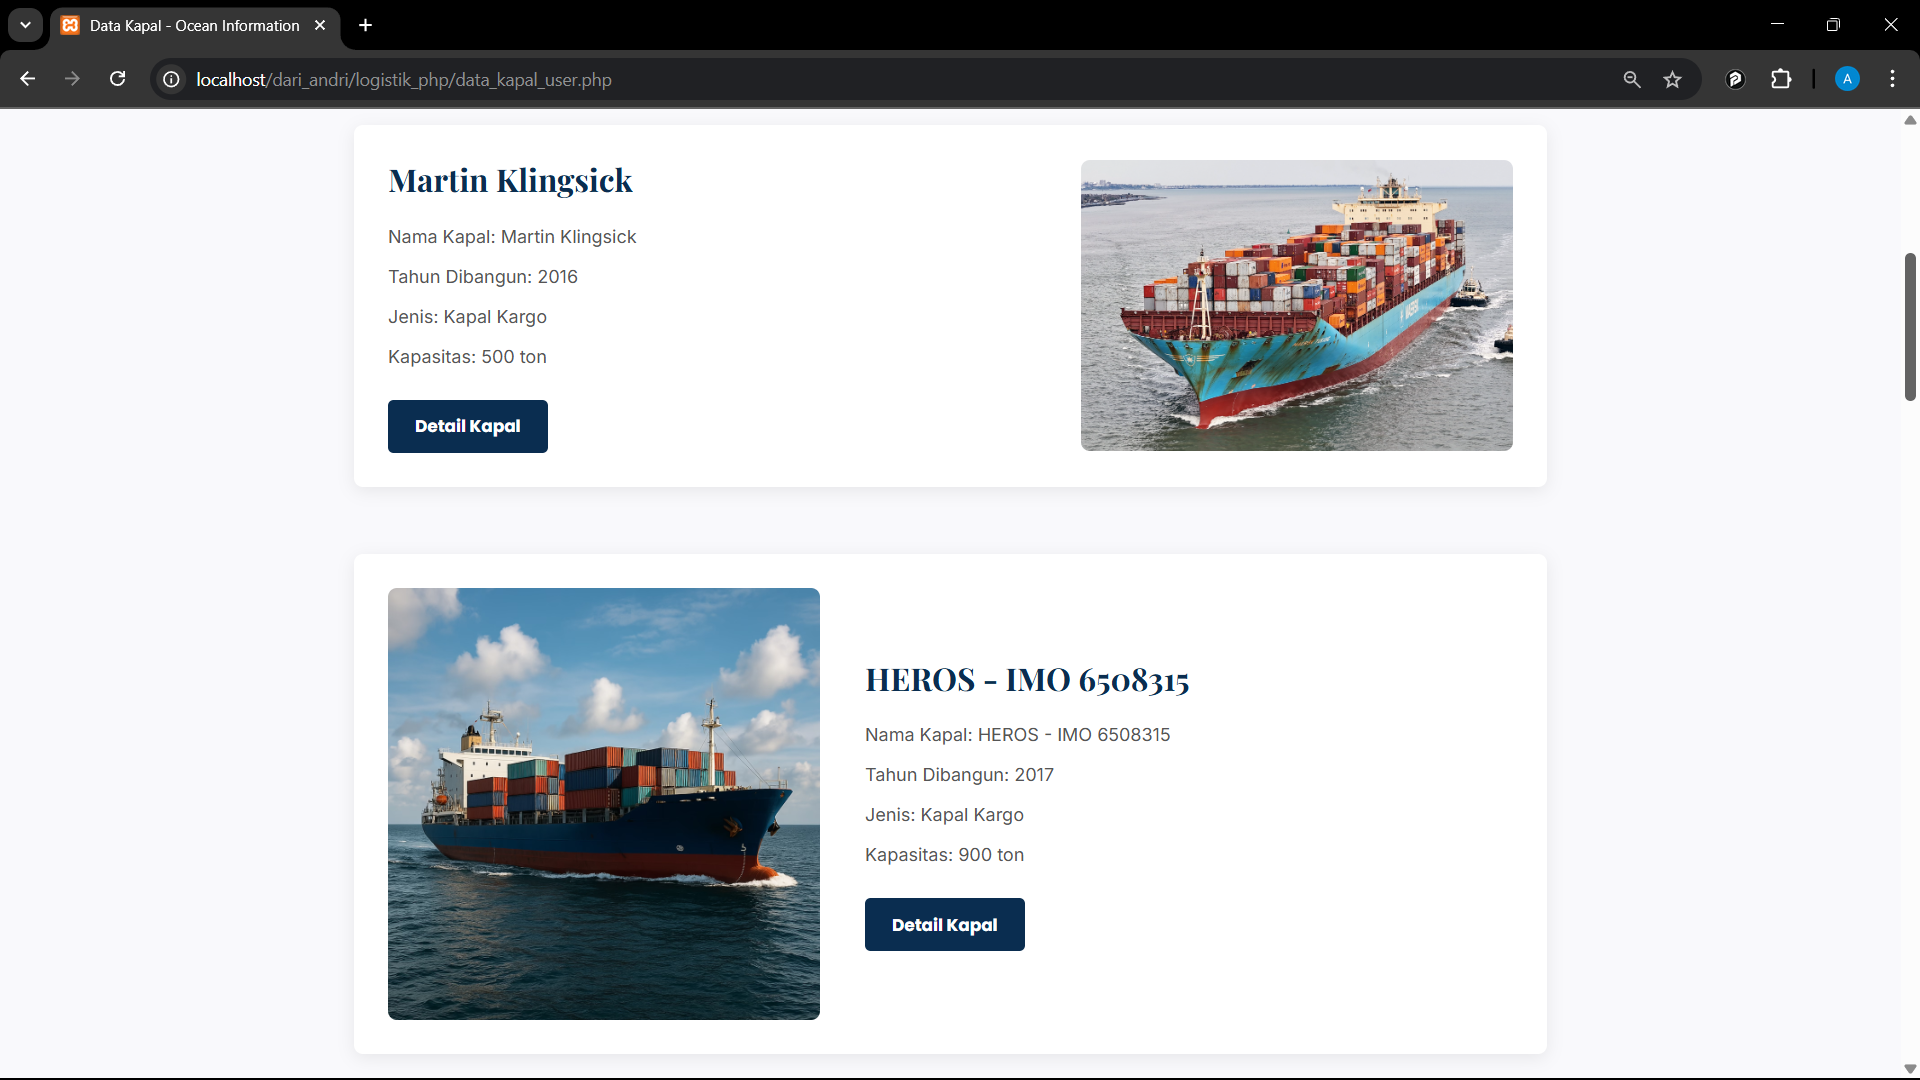 Data Kapal - Ocean Information
localhost/dari_andri/logistik_php/data_kapal_user.php
A
Martin Klingsick
Nama Kapal: Martin Klingsick
Tahun Dibangun: 2016
Jenis: Kapal Kargo
Kapasitas: 500 ton
Detail Kapal
HEROS - IMO 6508315
Nama Kapal: HEROS - IMO 6508315
Tahun Dibangun: 2017
Jenis: Kapal Kargo
Kapasitas: 900 ton
Detail Kapal